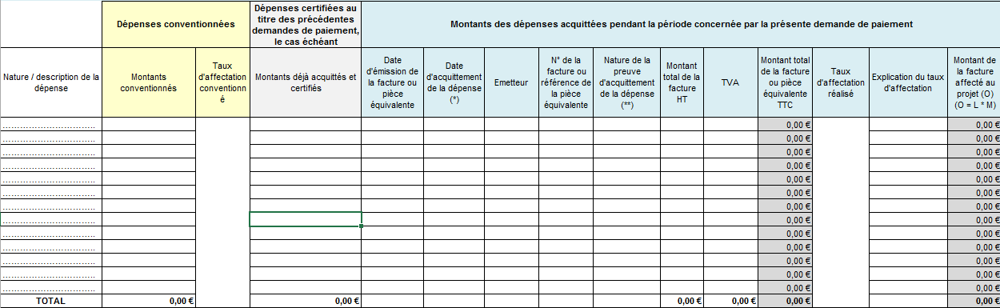 Dépenses conventionnées
Dépenses certifiées au
titre des précédentes
demandes de paiement,
le cas échéant
Montants des dépenses acquittées pendant la période concernée par la présente demande de paiement
Nature / description de la
dépense
Montants
conventionnés
Taux
d'affectation
conventionn
é
Montants déjà acquittés et
certifiés
Date
d'émission de
la facture ou
pièce
équivalente
Date
d'acquittement
de la dépense
(*)
Emetteur
N° de la
facture ou
référence de
la pièce
équivalente
Nature de la
preuve
d'acquittement
de la dépense
(**)
Montant
total de la
facture
HT
TVA
Montant total
de la facture
ou pièce
équivalente
TTC
Taux
d'affectation
réalisé
Explication du taux
d'affectation
Montant de
la facture
affecté au
projet (O)
(O = L * M)
................................ 0,00 € 0,00 €
................................ 0,00 € 0,00 €
................................ 0,00 € 0,00 €
................................ 0,00 € 0,00 €
................................ 0,00 € 0,00 €
................................ 0,00 € 0,00 €
................................ 0,00 € 0,00 €
................................ 0,00 € 0,00 €
................................ 0,00 € 0,00 €
................................ 0,00 € 0,00 €
................................ 0,00 € 0,00 €
................................ 0,00 € 0,00 €
................................ 0,00 € 0,00 €
TOTAL 0,00 € 0,00 € 0,00 € 0,00 € 0,00 € 0,00 €